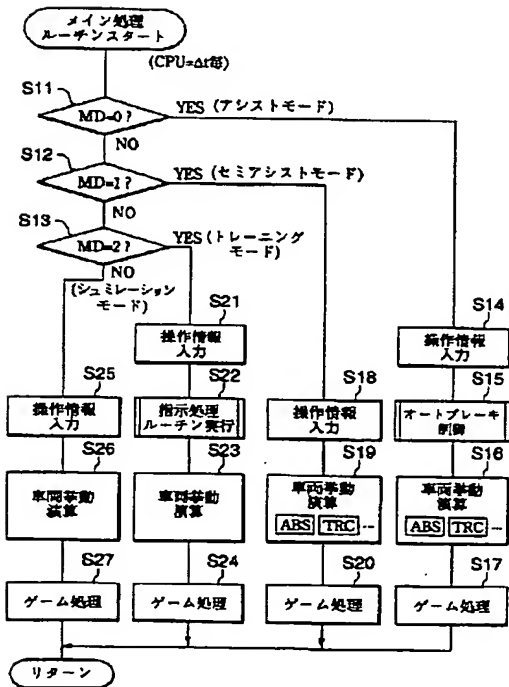 メイン処理
ルーチンスタート
(CPU=Δt毎)
S11
MD=0?
YES (アシストモード)
NO
S12
MD=1?
YES (セミアシストモード)
NO
S13
MD=2?
YES (トレーニング
モード)
NO
(シュミレーション
モード)
S21
操作情報
入力
S14
操作情報
入力
S25
操作情報
入力
S22
指示処理
ルーチン実行
S18
操作情報
入力
S15
オートブレーキ
制御
S26
車両挙動
演算
S23
車両挙動
演算
S19
車両挙動
演算
ABS TRC ...
S16
車両挙動
演算
ABS TRC ...
S27
ゲーム処理
S24
ゲーム処理
S20
ゲーム処理
S17
ゲーム処理
リターン